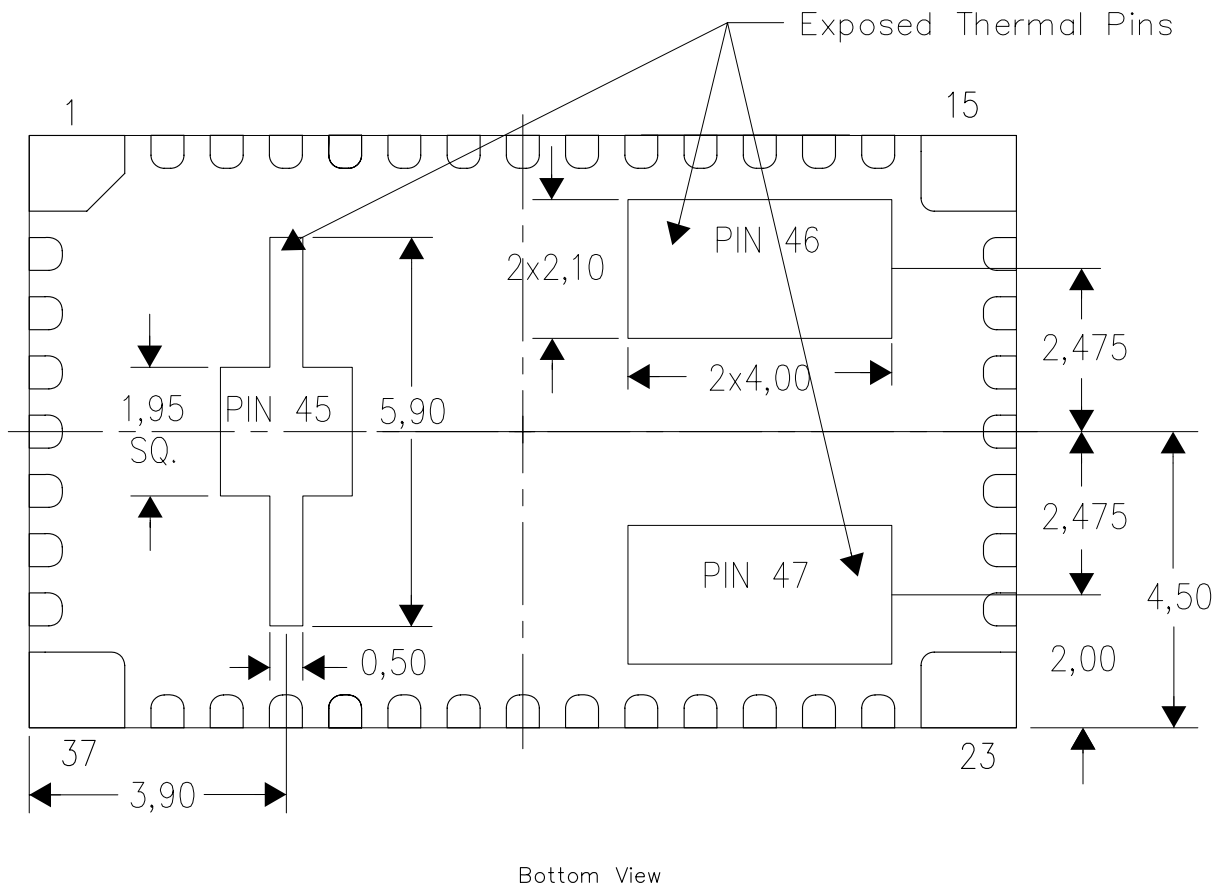 Exposed Thermal Pins
1
15
PIN 46
2x2,10
2,475
2x4,00
1,95
SQ.
PIN 45
5,90
2,475
PIN 47
4,50
0,50
2,00
37
23
3,90
Bottom View